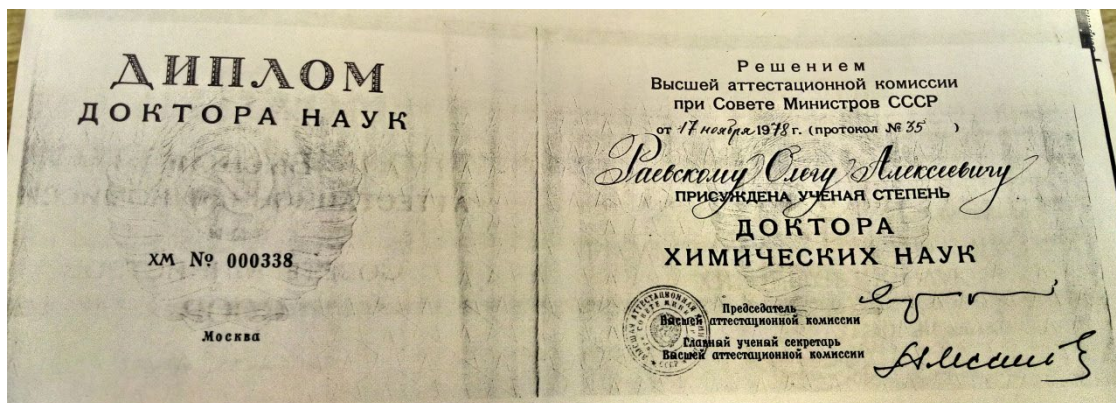 ДИПЛОМ
ДОКТОРА НАУК
ХМ № 000338
Москва
Решением
Высшей аттестационной комиссии
при Совете Министров СССР
от 17 ноября 1978 г. (протокол № 35 )
Раевскому Олегу Алексеевичу
ПРИСУЖДЕНА УЧЕНАЯ СТЕПЕНЬ
ДОКТОРА
ХИМИЧЕСКИХ НАУК
Председатель
Высшей аттестационной комиссии
Главный ученый секретарь
Высшей аттестационной комиссии